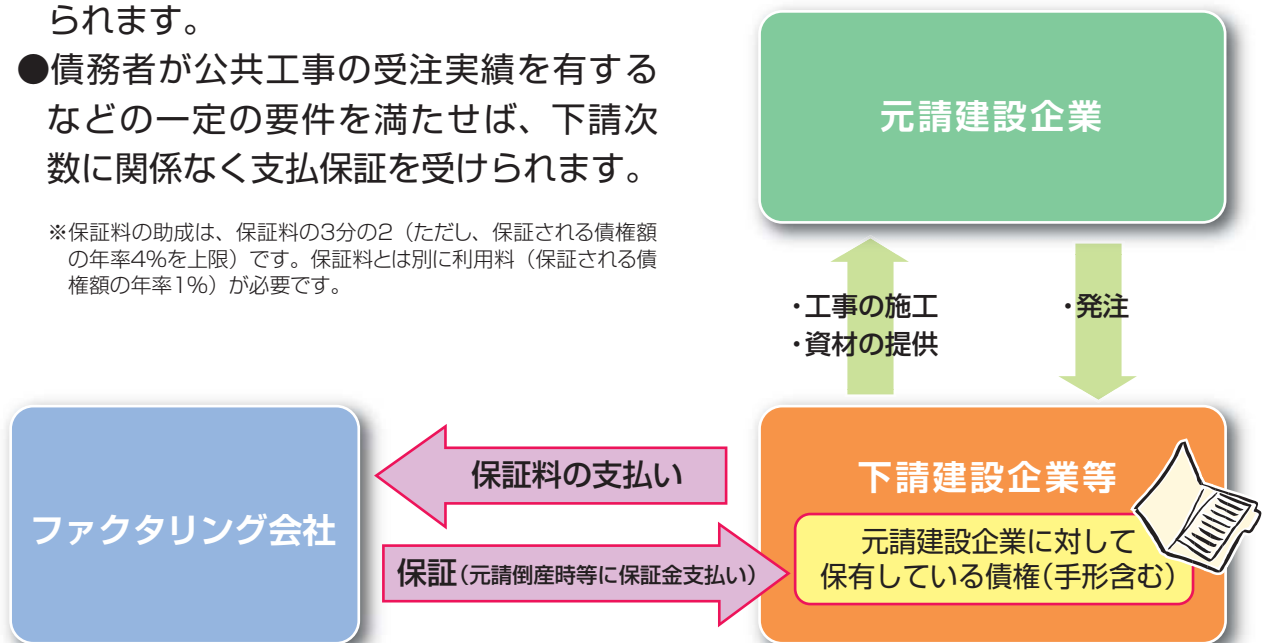 られます。
●債務者が公共工事の受注実績を有する
などの一定の要件を満たせば、下請次
数に関係なく支払保証を受けられます。
※保証料の助成は、保証料の3分の2（ただし、保証される債権額
の年率4%を上限）です。保証料とは別に利用料（保証される債
権額の年率1%）が必要です。
元請建設企業
・工事の施工
・資材の提供
・発注
ファクタリング会社
保証料の支払い
保証（元請倒産時等に保証金支払い）
下請建設企業等
元請建設企業に対して
保有している債権（手形含む）